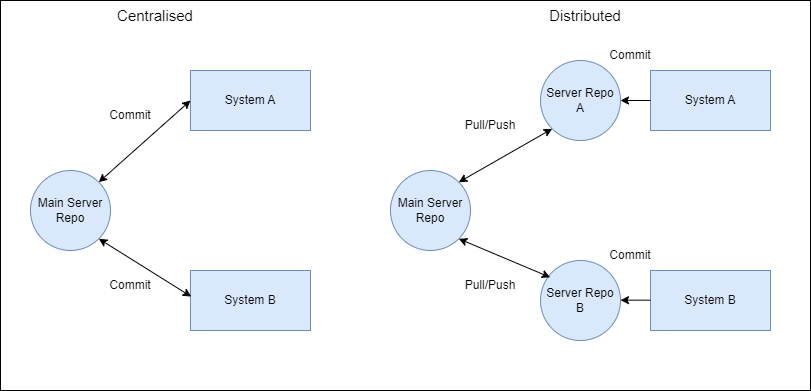 Centralised
Commit
System A
Main Server
Repo
Commit
System B
Distributed
Commit
Server Repo
A
System A
Pull/Push
Main Server
Repo
Pull/Push
Commit
Server Repo
B
System B